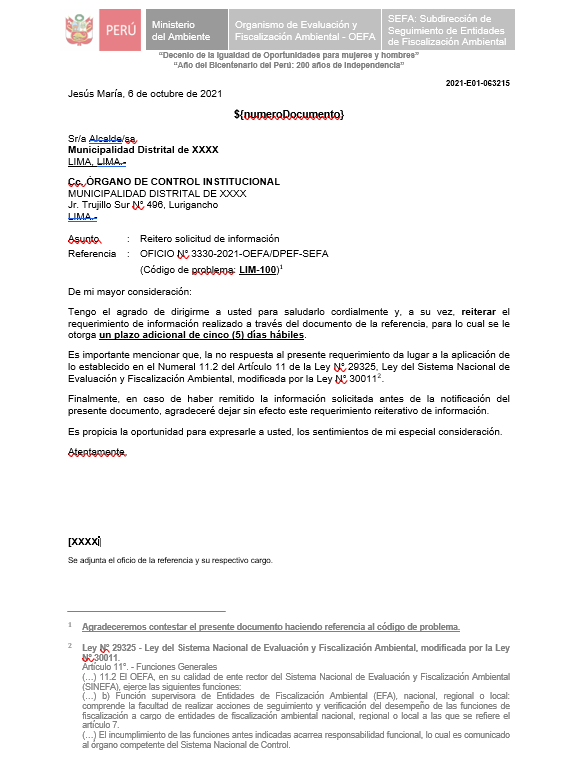 PERÚ
Ministerio
del Ambiente
Organismo de Evaluación y
Fiscalización Ambiental - OEFA
SEFA: Subdirección de
Seguimiento de Entidades
de Fiscalización Ambiental
“Decenio de la Igualdad de Oportunidades para mujeres y hombres”
“Año del Bicentenario del Perú: 200 años de Independencia”
2021-E01-063215
Jesús María, 6 de octubre de 2021
${numeroDocumento}
Sr/a Alcalde/sa
Municipalidad Distrital de XXXX
LIMA, LIMA.-
Cc. ÓRGANO DE CONTROL INSTITUCIONAL
MUNICIPALIDAD DISTRITAL DE XXXX
Jr. Trujillo Sur N° 496, Lurigancho
LIMA.-
Asunto : Reitero solicitud de información
Referencia : OFICIO N° 3330-2021-OEFA/DPEF-SEFA
(Código de problema: LIM-100)1
De mi mayor consideración:
Tengo el agrado de dirigirme a usted para saludarlo cordialmente y, a su vez, reiterar el
requerimiento de información realizado a través del documento de la referencia, para lo cual se le
otorga un plazo adicional de cinco (5) días hábiles.
Es importante mencionar que, la no respuesta al presente requerimiento da lugar a la aplicación de
lo establecido en el Numeral 11.2 del Artículo 11 de la Ley N° 29325, Ley del Sistema Nacional de
Evaluación y Fiscalización Ambiental, modificada por la Ley N° 300112.
Finalmente, en caso de haber remitido la información solicitada antes de la notificación del
presente documento, agradeceré dejar sin efecto este requerimiento reiterativo de información.
Es propicia la oportunidad para expresarle a usted, los sentimientos de mi especial consideración.
Atentamente,
[XXXX]
Se adjunta el oficio de la referencia y su respectivo cargo.
1 Agradeceremos contestar el presente documento haciendo referencia al código de problema.
2 Ley N° 29325 - Ley del Sistema Nacional de Evaluación y Fiscalización Ambiental, modificada por la Ley
N° 30011.
Artículo 11°. - Funciones Generales
(...) 11.2 El OEFA, en su calidad de ente rector del Sistema Nacional de Evaluación y Fiscalización Ambiental
(SINEFA), ejerce las siguientes funciones:
(...) b) Función supervisora de Entidades de Fiscalización Ambiental (EFA), nacional, regional o local:
comprende la facultad de realizar acciones de seguimiento y verificación del desempeño de las funciones de
fiscalización a cargo de entidades de fiscalización ambiental nacional, regional o local a las que se refiere el
artículo 7.
(...) El incumplimiento de las funciones antes indicadas acarrea responsabilidad funcional, lo cual es comunicado
al órgano competente del Sistema Nacional de Control.